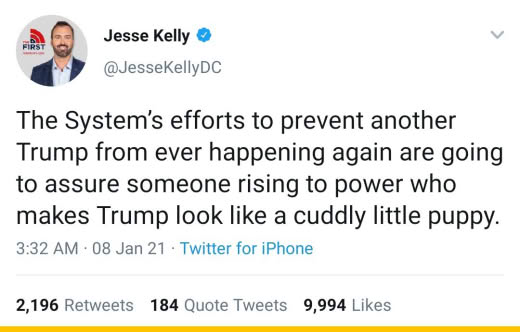 THE
FIRST
Jesse Kelly
@JesseKellyDC
The System’s efforts to prevent another
Trump from ever happening again are going
to assure someone rising to power who
makes Trump look like a cuddly little puppy.
3:32 AM · 08 Jan 21 · Twitter for iPhone
2,196 Retweets 184 Quote Tweets 9,994 Likes